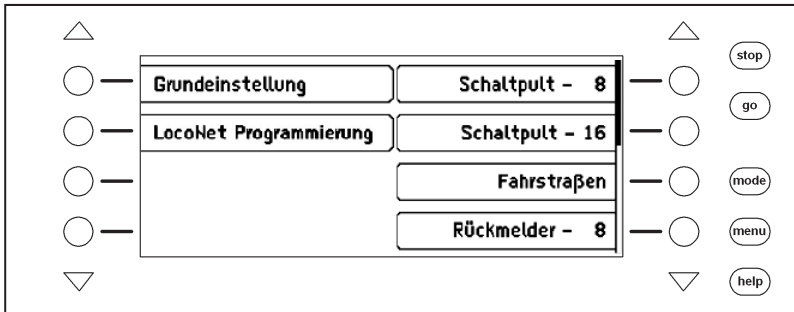 Grundeinstellung
Schaltpult - 8
LocoNet Programmierung
Schaltpult - 16
Fahrstraßen
Rückmelder - 8
stop
go
mode
menu
help